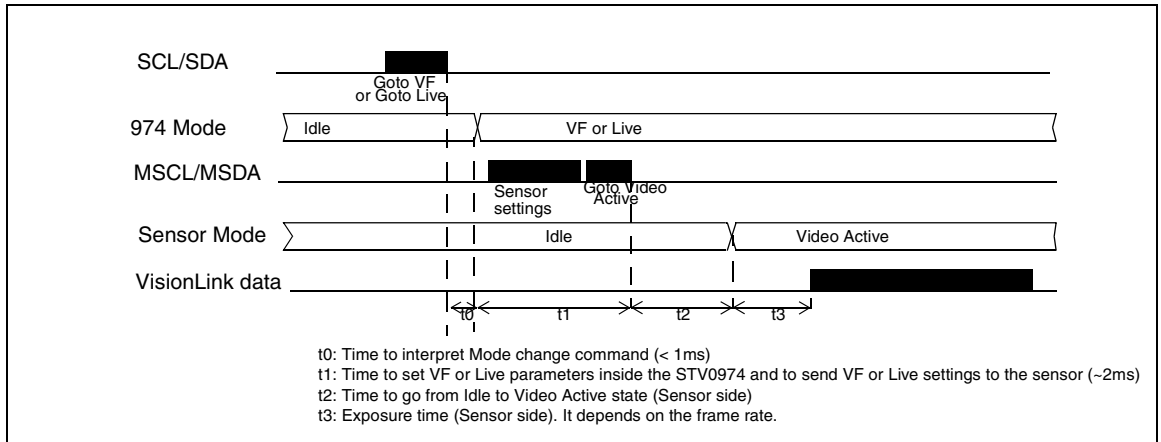 SCL/SDA
Goto VF
or Goto Live
974 Mode
Idle
VF or Live
MSCL/MSDA
Sensor
settings
Goto Video
Active
Sensor Mode
Idle
Video Active
VisionLink data
t0
t1
t2
t3
t0: Time to interpret Mode change command (< 1ms)
t1: Time to set VF or Live parameters inside the STV0974 and to send VF or Live settings to the sensor (~2ms)
t2: Time to go from Idle to Video Active state (Sensor side)
t3: Exposure time (Sensor side). It depends on the frame rate.